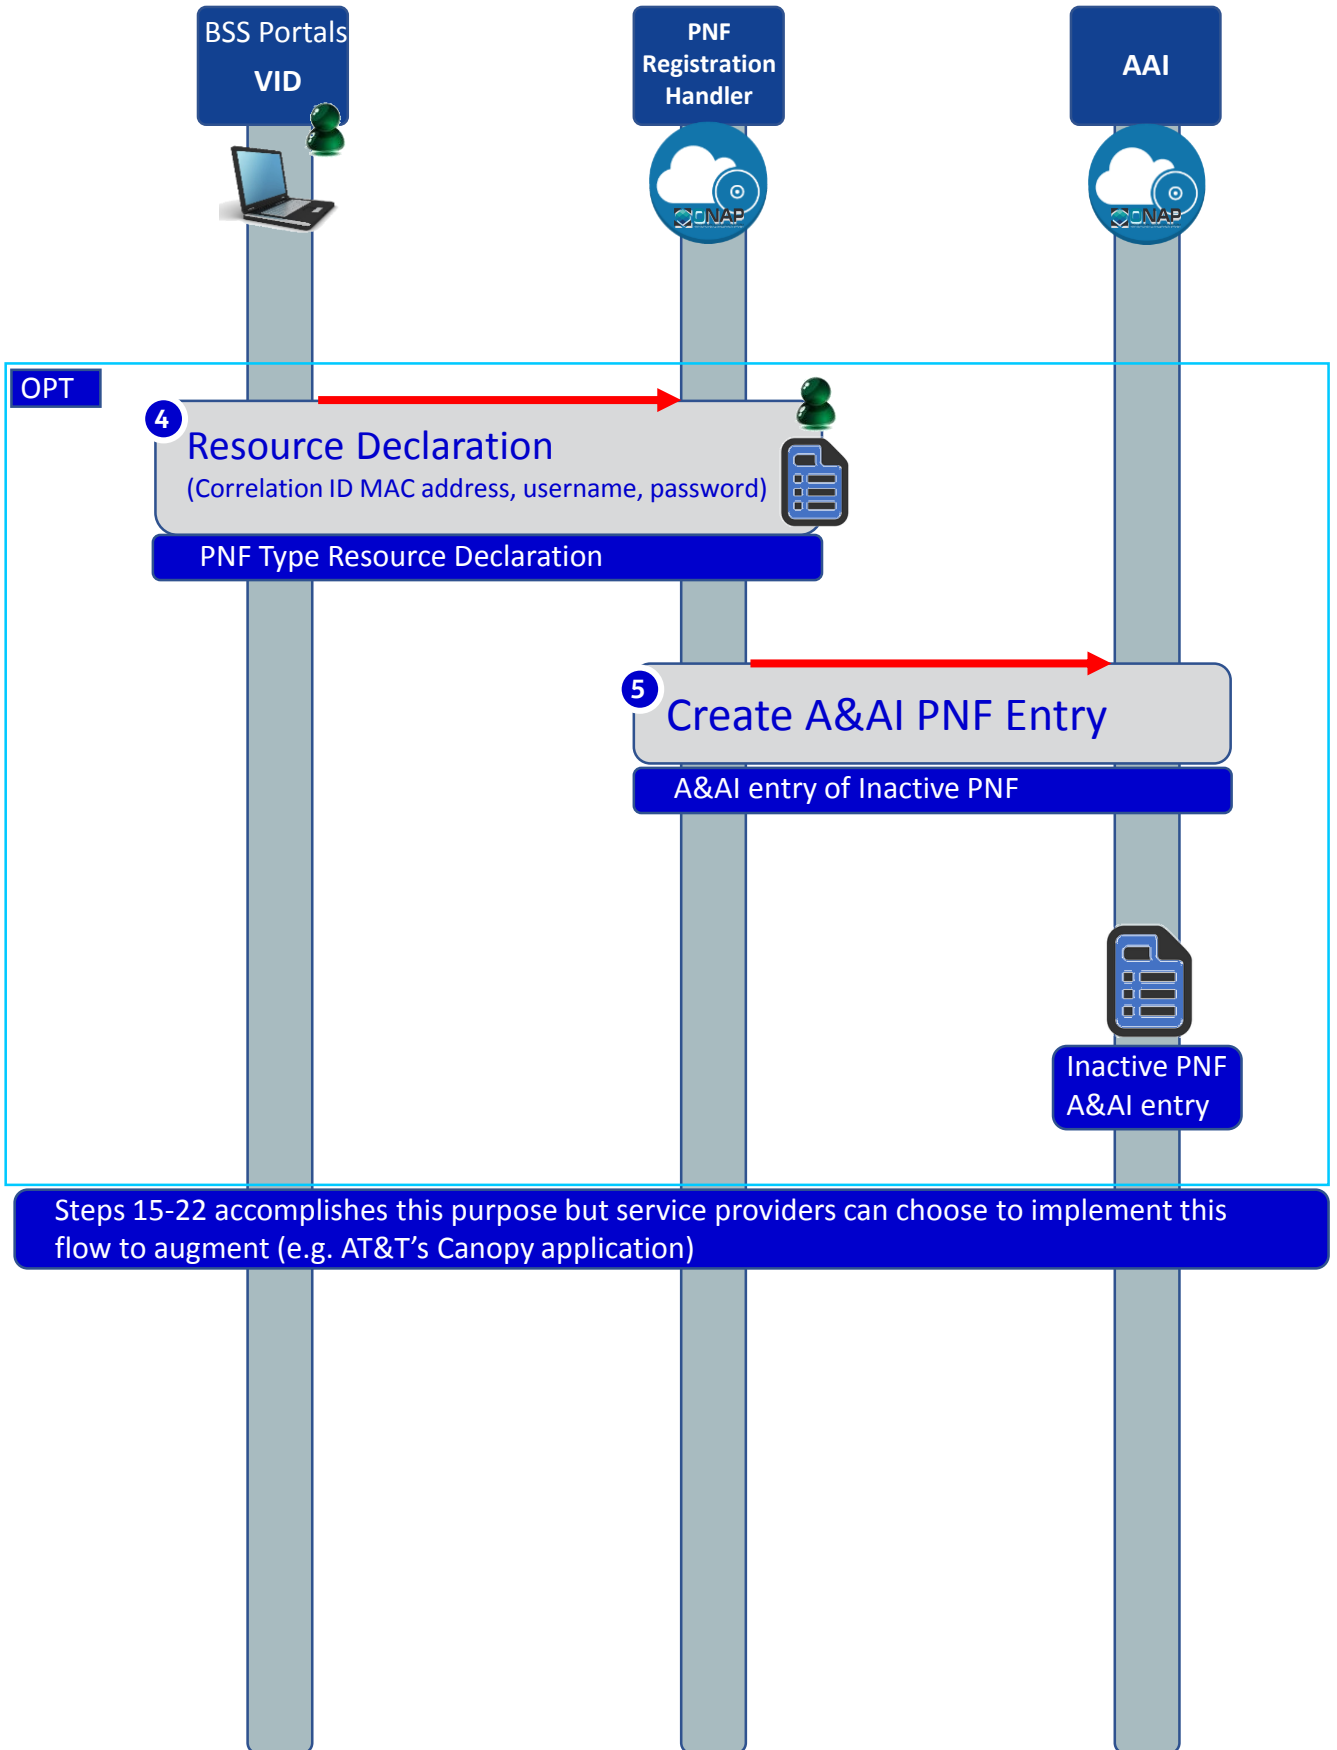 BSS Portals
VID
PNF
Registration
Handler
AAI
ONAP
ONAP
OPT
4
Resource Declaration
(Correlation ID MAC address, username, password)
PNF Type Resource Declaration
5
Create A&AI PNF Entry
A&AI entry of Inactive PNF
Inactive PNF
A&AI entry
Steps 15-22 accomplishes this purpose but service providers can choose to implement this
flow to augment (e.g. AT&T’s Canopy application)